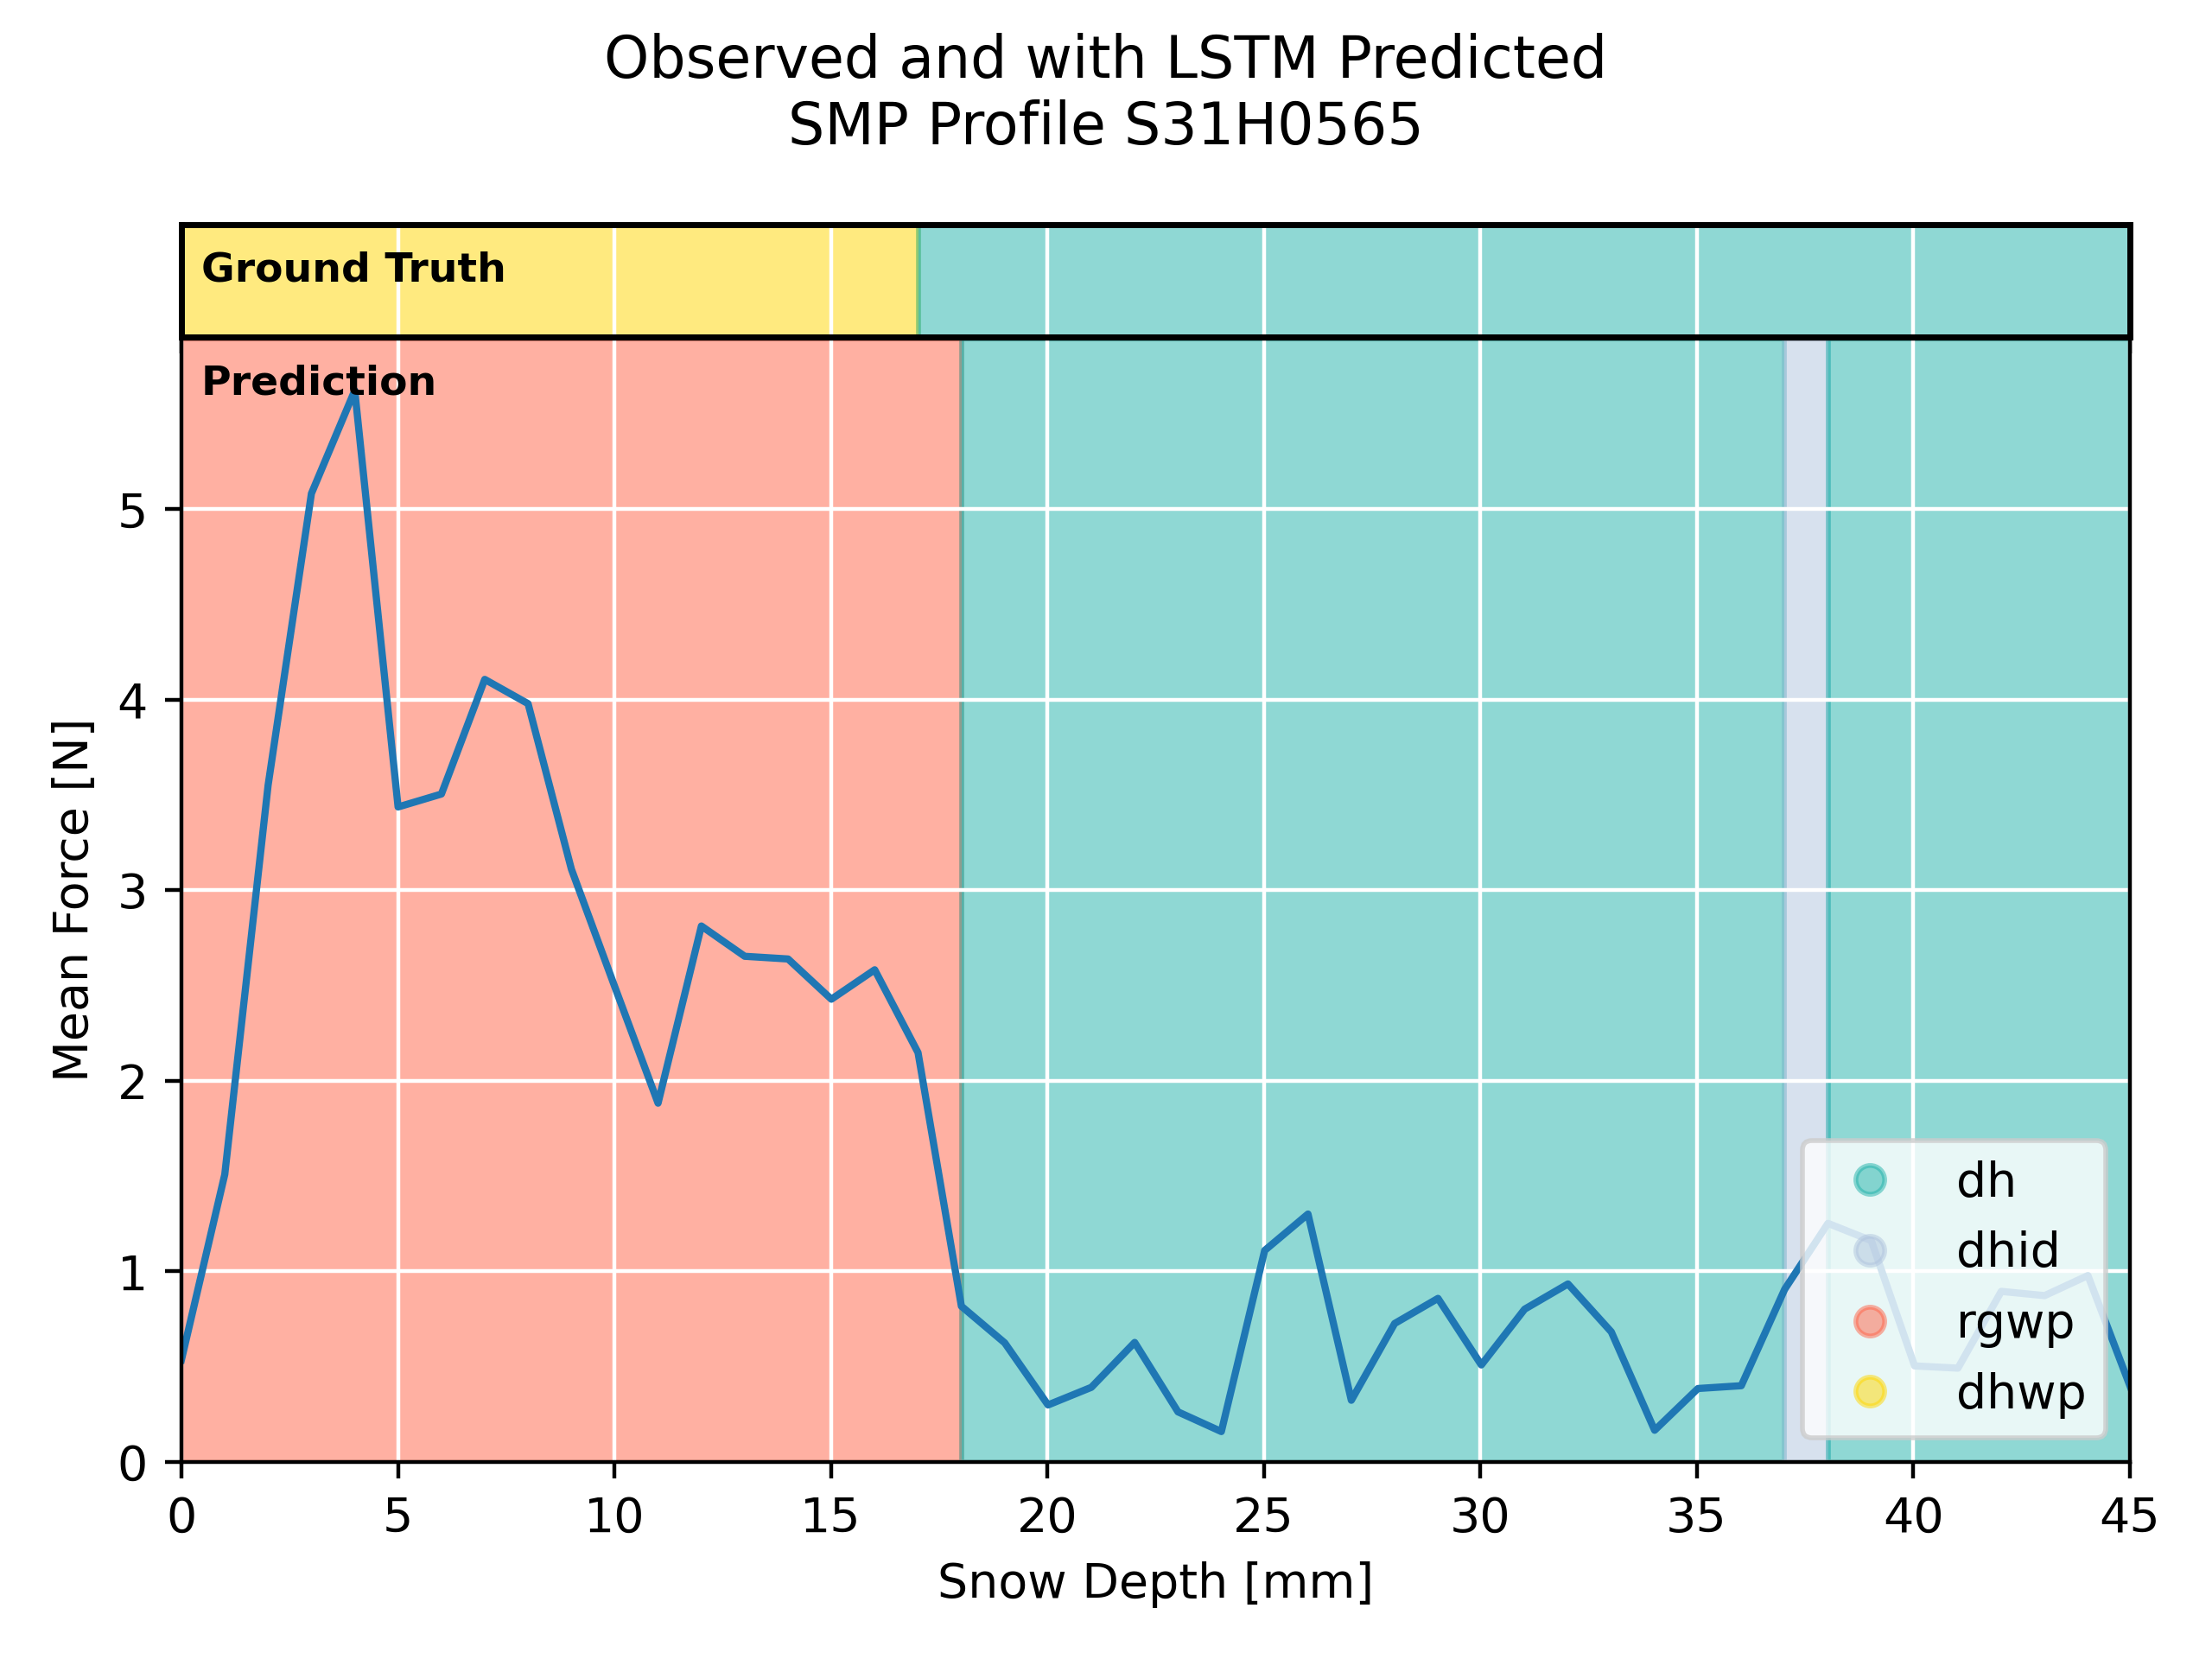 Observed and with LSTM Predicted
SMP Profile S31H0565
Ground Truth
Prediction
Mean Force [N]
5
4
3
2
1
0
0 5 10 15 20 25 30 35 40 45
Snow Depth [mm]
dh
dhid
rgwp
dhwp